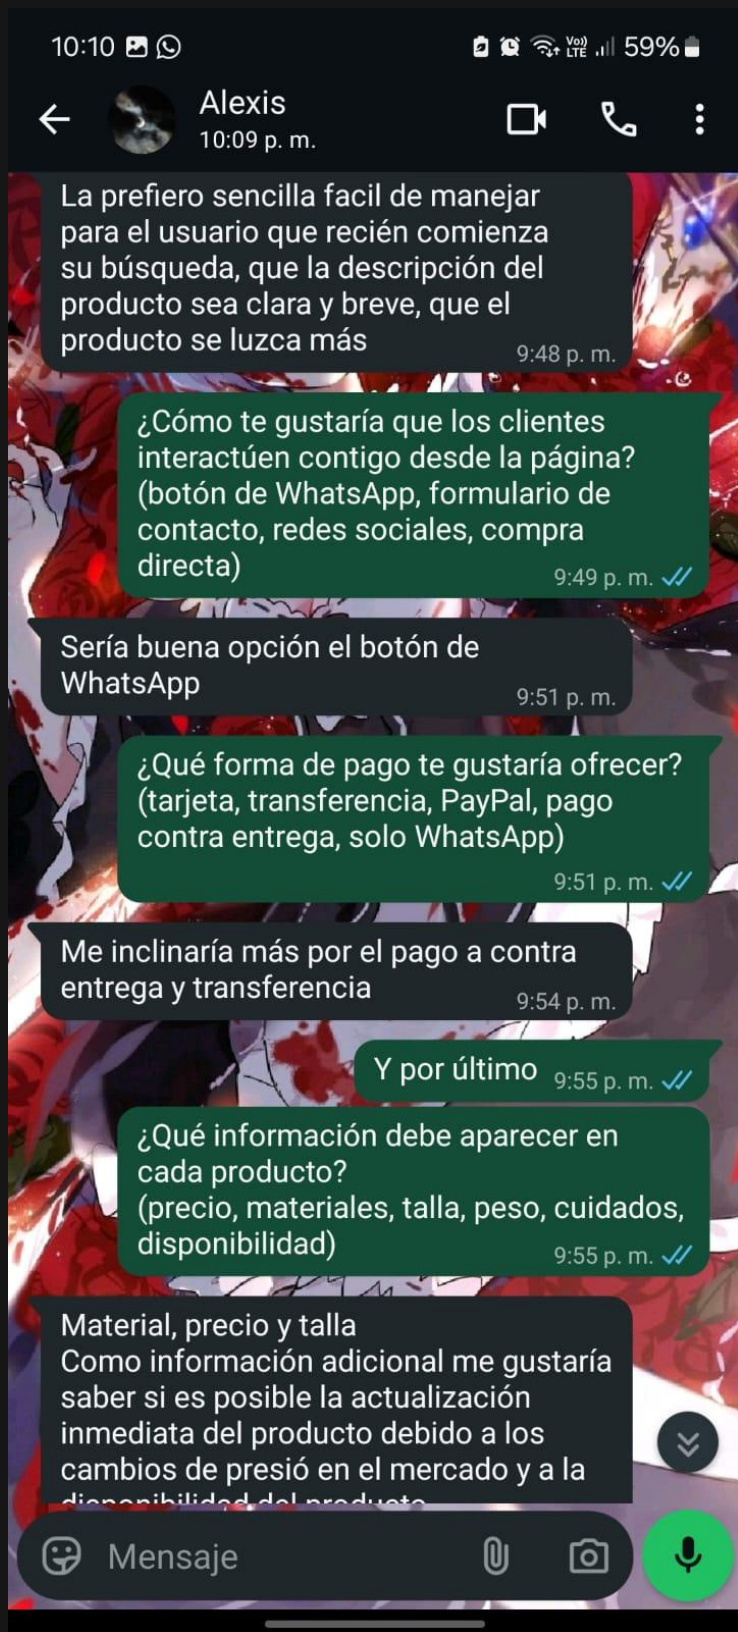 10:10
Vo)) LTE 59%
Alexis
10:09 p. m.
La prefiero sencilla facil de manejar
para el usuario que recién comienza
su búsqueda, que la descripción del
producto sea clara y breve, que el
producto se luzca más
9:48 p. m.
¿Cómo te gustaría que los clientes
interactúen contigo desde la página?
(botón de WhatsApp, formulario de
contacto, redes sociales, compra
directa)
9:49 p. m.
Sería buena opción el botón de
WhatsApp
9:51 p. m.
¿Qué forma de pago te gustaría ofrecer?
(tarjeta, transferencia, PayPal, pago
contra entrega, solo WhatsApp)
9:51 p. m.
Me inclinaría más por el pago a contra
entrega y transferencia
9:54 p. m.
Y por último 9:55 p. m.
¿Qué información debe aparecer en
cada producto?
(precio, materiales, talla, peso, cuidados,
disponibilidad)
9:55 p. m.
Material, precio y talla
Como información adicional me gustaría
saber si es posible la actualización
inmediata del producto debido a los
cambios de presió en el mercado y a la
disponibilidad del producto
Mensaje